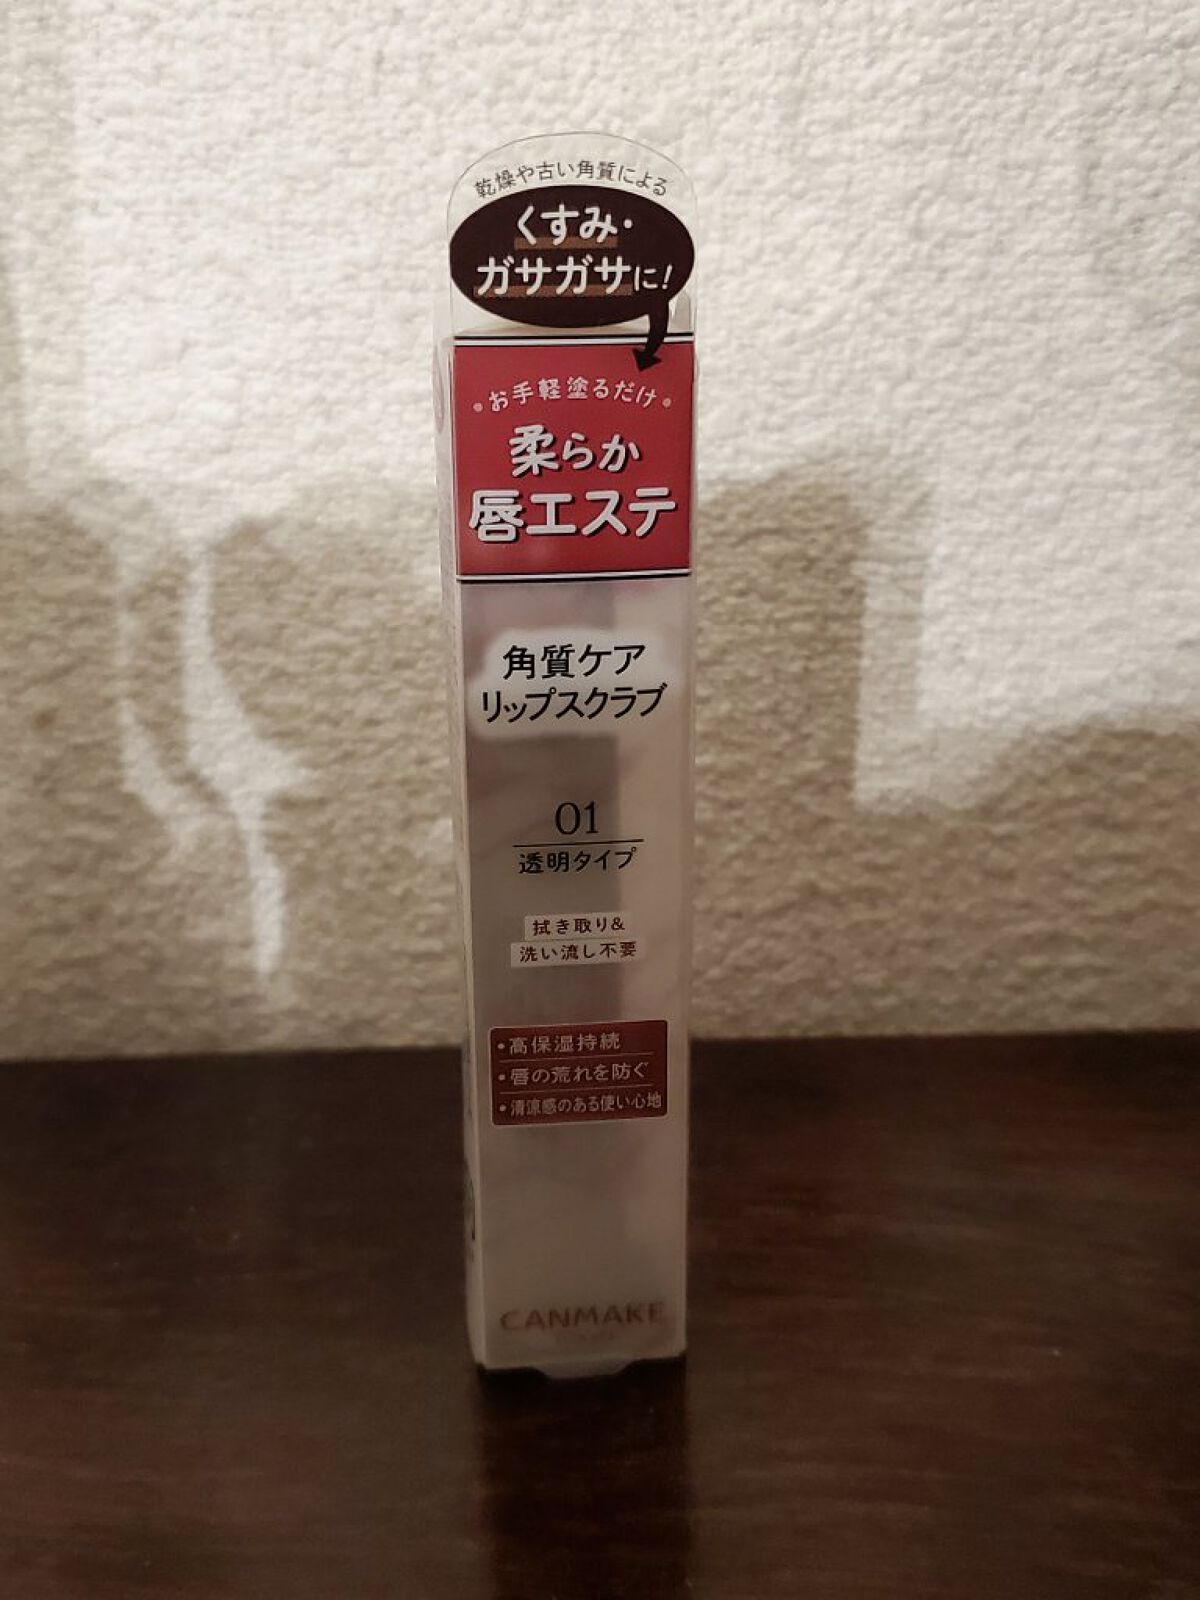 乾燥や古い角質による
くすみ・
ガサガサに!
・お手軽塗るだけ・
柔らか
唇エステ
角質ケア
リップスクラブ
01
透明タイプ
拭き取り&
洗い流し不要
・高保湿持続
・唇の荒れを防ぐ
・清涼感のある使い心地
CANMAKE